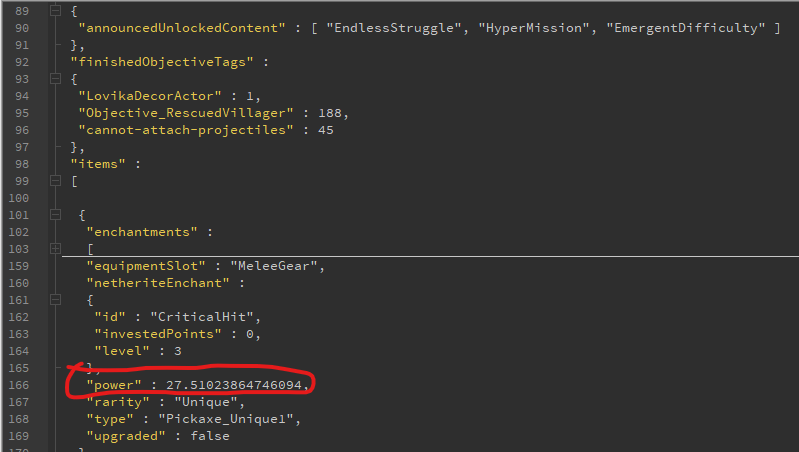 89 {
90 "announcedUnlockedContent" : [ "EndlessStruggle", "HyperMission", "EmergentDifficulty" ]
91 },
92 "finishedObjectiveTags" :
93 {
94 "LovikaDecorActor" : 1,
95 "Objective_RescuedVillager" : 188,
96 "cannot-attach-projectiles" : 45
97 },
98 "items" :
99 [
100
101 {
102 "enchantments" :
103 [
159 "equipmentSlot" : "MeleeGear",
160 "netheriteEnchant" :
161 {
162 "id" : "CriticalHit",
163 "investedPoints" : 0,
164 "level" : 3
165 },
166 "power" : 27.51023864746094,
167 "rarity" : "Unique",
168 "type" : "Pickaxe_Unique1",
169 "upgraded" : false